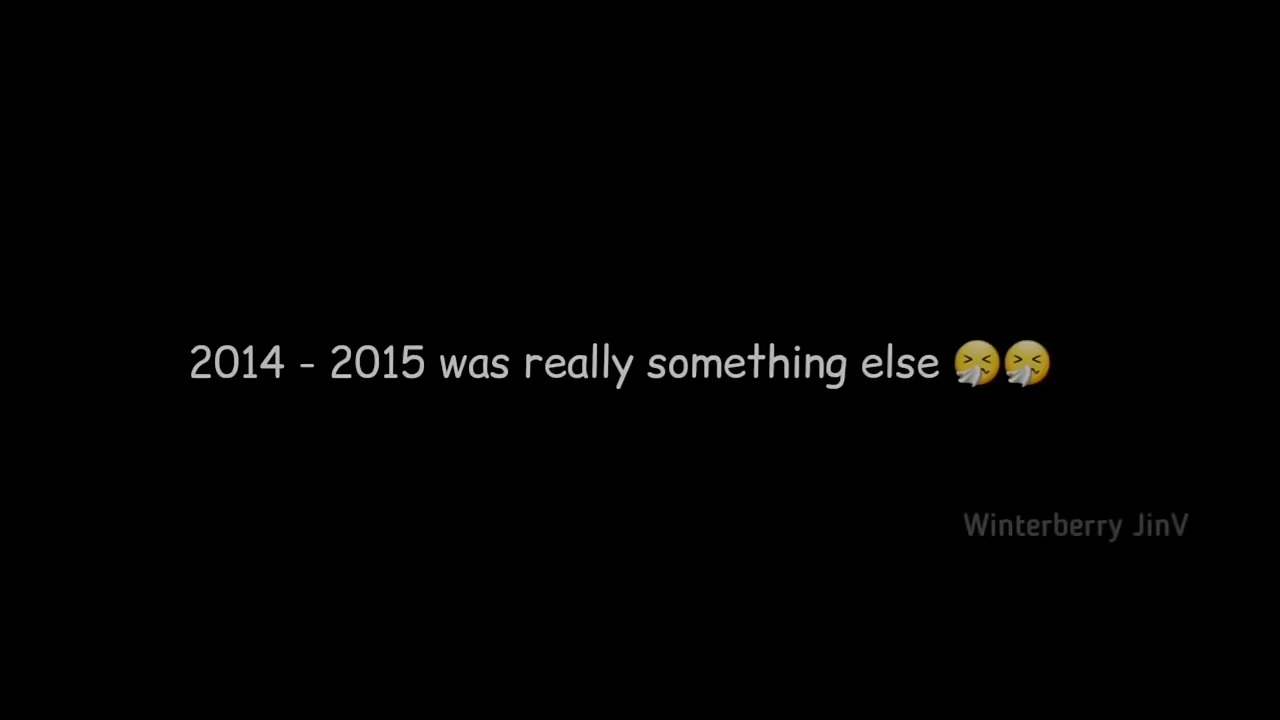 2014 - 2015 was really something else 🤧🤧
Winterberry JinV